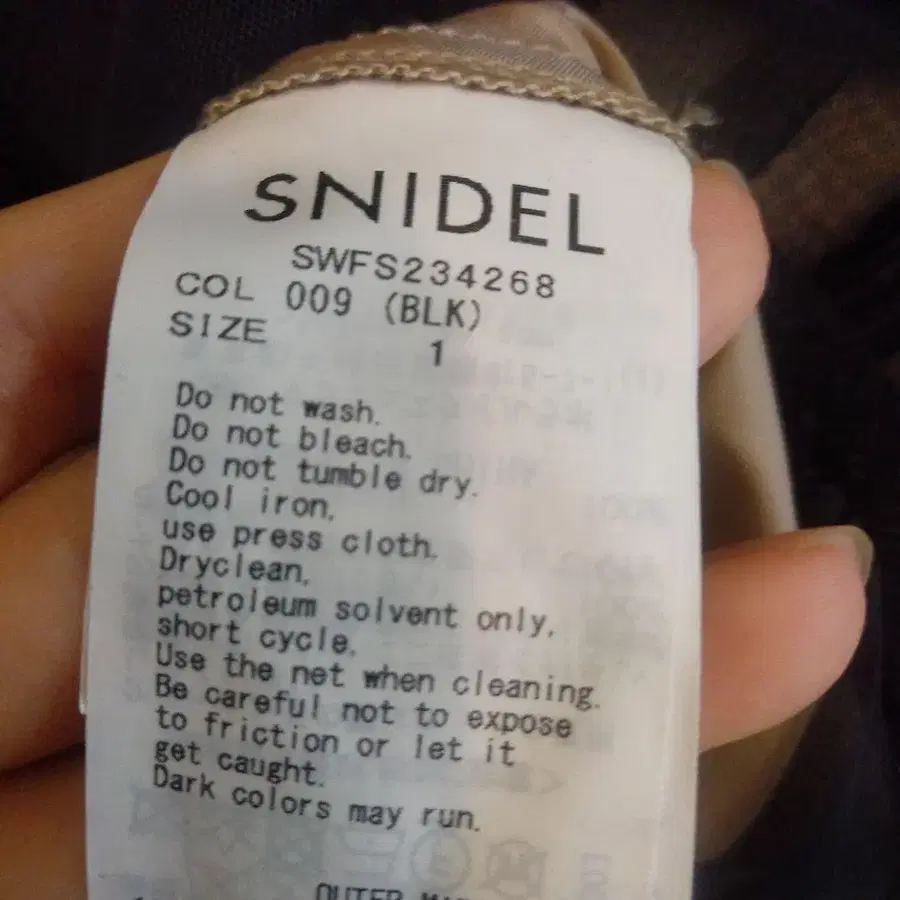 SNIDEL
SWFS234268
COL 009 (BLK)
SIZE 1
Do not wash.
Do not bleach.
Do not tumble dry.
Cool iron,
use press cloth.
Dryclean,
petroleum solvent only,
short cycle,
Use the net when cleaning.
Be careful not to expose
to friction or let it
get caught.
Dark colors may run.
OUTER